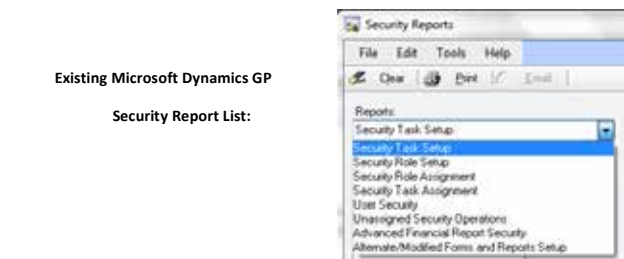 Existing Microsoft Dynamics GP
Security Report List:
Security Reports
File Edit Tools Help
Clear Print Email
Reports:
Security Task Setup
Security Task Setup
Security Role Setup
Security Role Assignment
Security Task Assignment
User Security
Unassigned Security Operations
Advanced Financial Report Security
Alternate/Modified Forms and Reports Setup